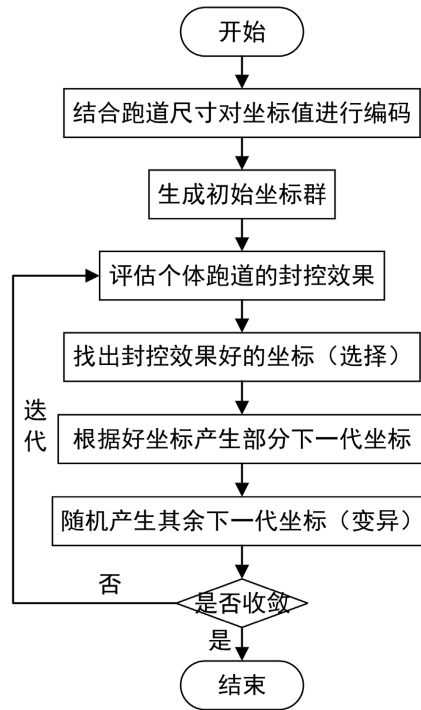 开始
结合跑道尺寸对坐标值进行编码
生成初始坐标群
评估个体跑道的封控效果
找出封控效果好的坐标（选择）
迭
代
根据好坐标产生部分下一代坐标
随机产生其余下一代坐标（变异）
否
是否收敛
是
结束